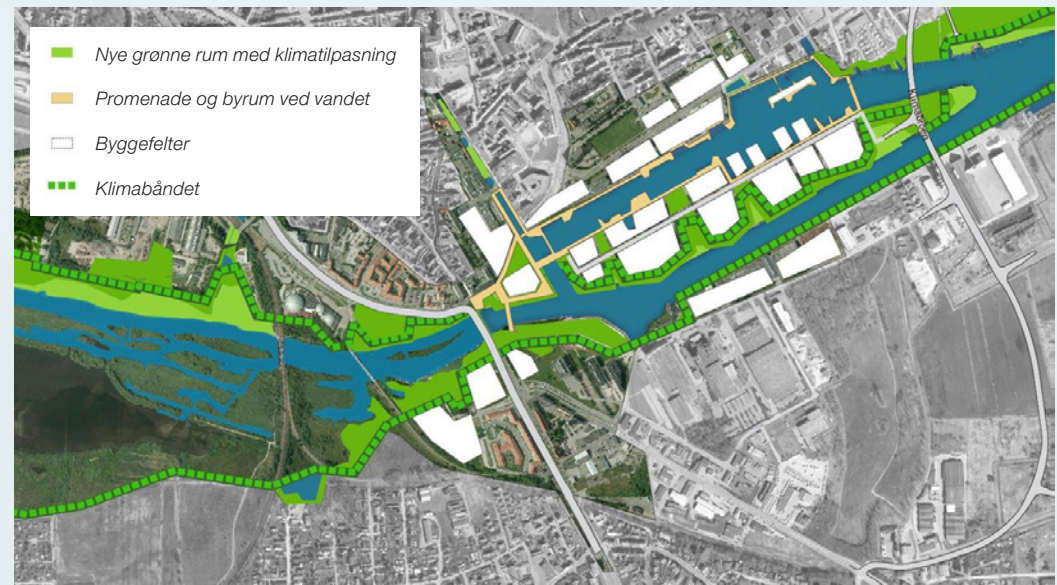 Nye grønne rum med klimatilpasning
Promenade og byrum ved vandet
Byggefelter
Klimabåndet